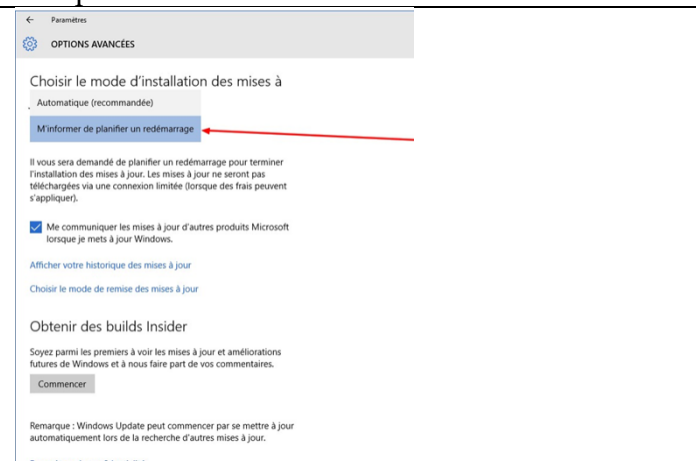 Paramètres
OPTIONS AVANCÉES
Choisir le mode d'installation des mises à
Automatique (recommandée)
M'informer de planifier un redémarrage
Il vous sera demandé de planifier un redémarrage pour terminer
l'installation des mises à jour. Les mises à jour ne seront pas
téléchargées via une connexion limitée (lorsque des frais peuvent
s'appliquer).
Me communiquer les mises à jour d'autres produits Microsoft
lorsque je mets à jour Windows.
Afficher votre historique des mises à jour
Choisir le mode de remise des mises à jour
Obtenir des builds Insider
Soyez parmi les premiers à voir les mises à jour et améliorations
futures de Windows et à nous faire part de vos commentaires.
Commencer
Remarque : Windows Update peut commencer par se mettre à jour
automatiquement lors de la recherche d'autres mises à jour.